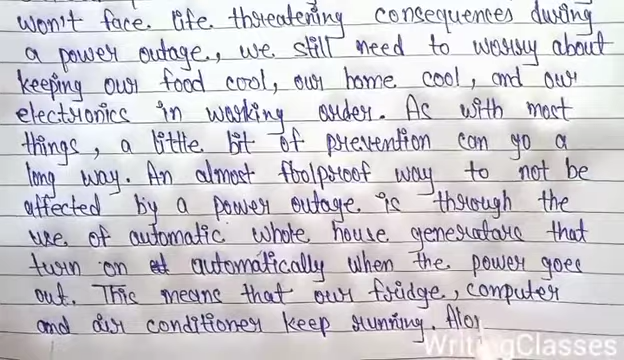 won't face life threatening consequences during
a power outage, we still need to worry about
keeping our food cool, our home cool, and our
electronics in working order. As with most
things, a little bit of prevention can go a
long way. An almost foolproof way to not be
affected by a power outage is through the
use of automatic whole house generators that
turn on automatically when the power goes
out. This means that our fridge, computer
and air conditioner keep running.
WritingClasses